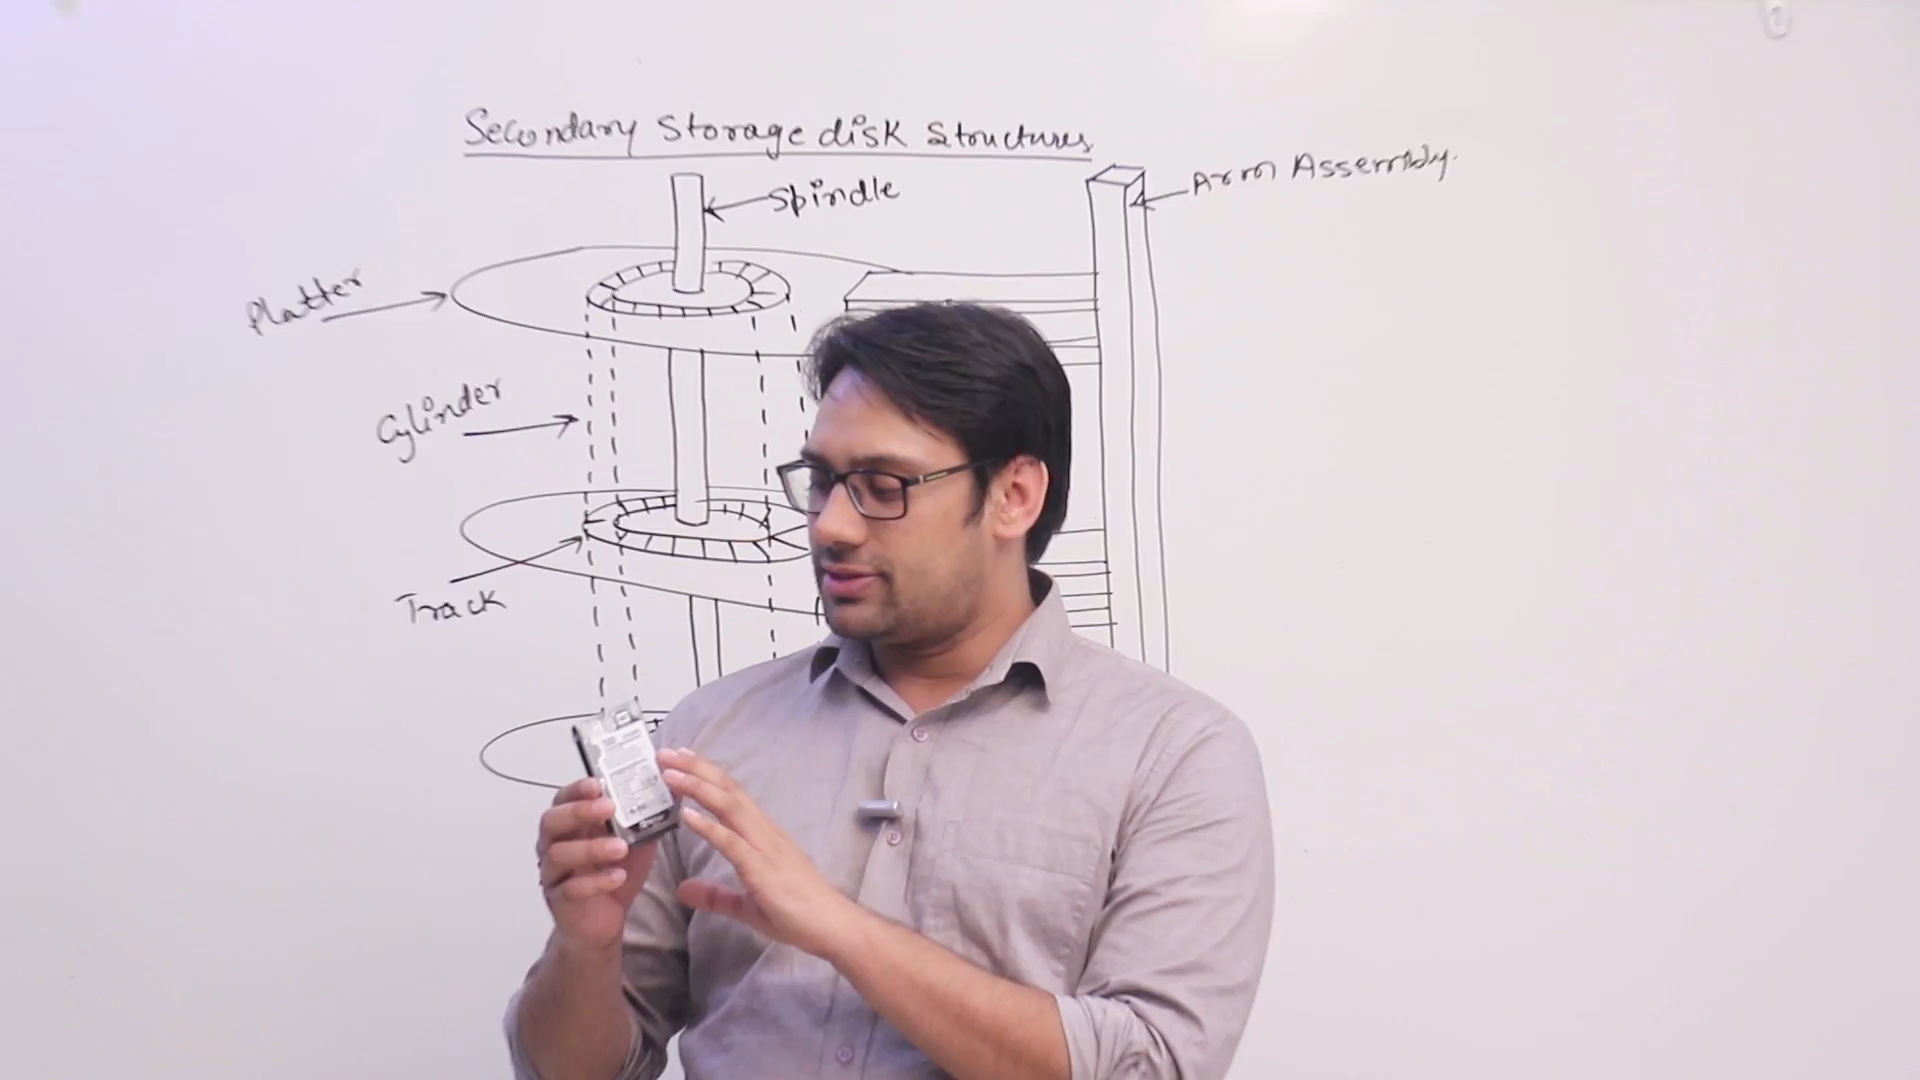 Secondary Storage disk Structures
Spindle
Arm Assembly.
Platter
Cylinder
Track